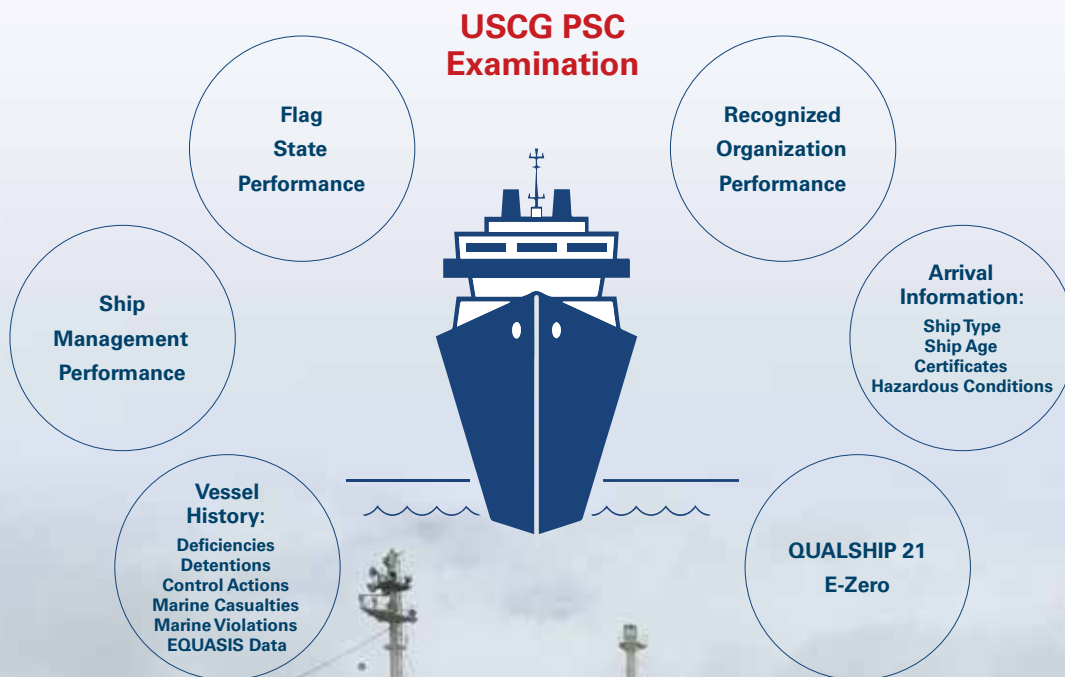 USCG PSC
Examination
Flag
State
Performance
Recognized
Organization
Performance
Ship
Management
Performance
Arrival
Information:
Ship Type
Ship Age
Certificates
Hazardous Conditions
Vessel
History:
Deficiencies
Detentions
Control Actions
Marine Casualties
Marine Violations
EQUASIS Data
QUALSHIP 21
E-Zero